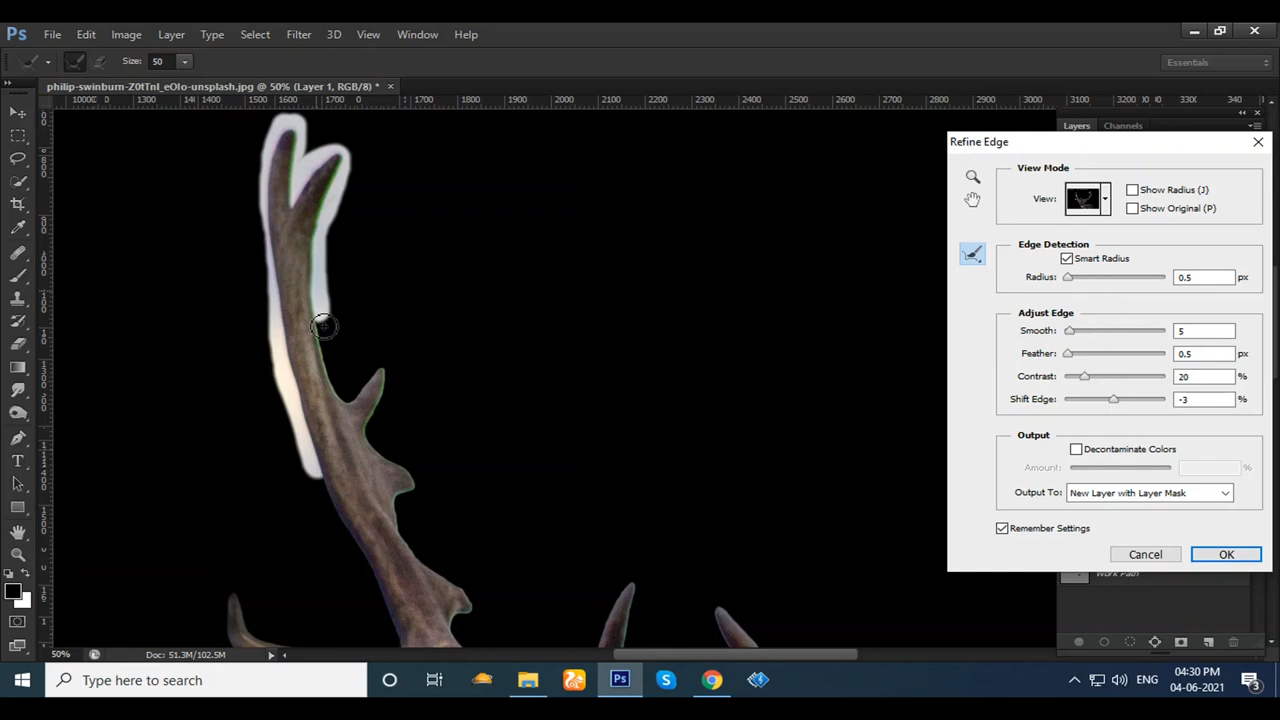 Ps File Edit Image Layer Type Select Filter 3D View Window Help
Size: 50 Essentials
philip-swinburn-Z0tTnI_eOIo-unsplash.jpg @ 50% (Layer 1, RGB/8) *
1300 1400 1500 1600 1700 1800 1900 2000 2100 2200 2300 2400 2500 2600 2700 2800 2900 3000
Layers Channels
Refine Edge
View Mode
View: Show Radius (J)
Show Original (P)
Edge Detection
Smart Radius
Radius: 0.5 px
Adjust Edge
Smooth: 5
Feather: 0.5 px
Contrast: 20 %
Shift Edge: -3 %
Output
Decontaminate Colors
Amount: %
Output To: New Layer with Layer Mask
Remember Settings
Cancel OK
Work Path
50% Doc: 51.3M/102.5M
Type here to search
ENG 04:30 PM
04-06-2021 3